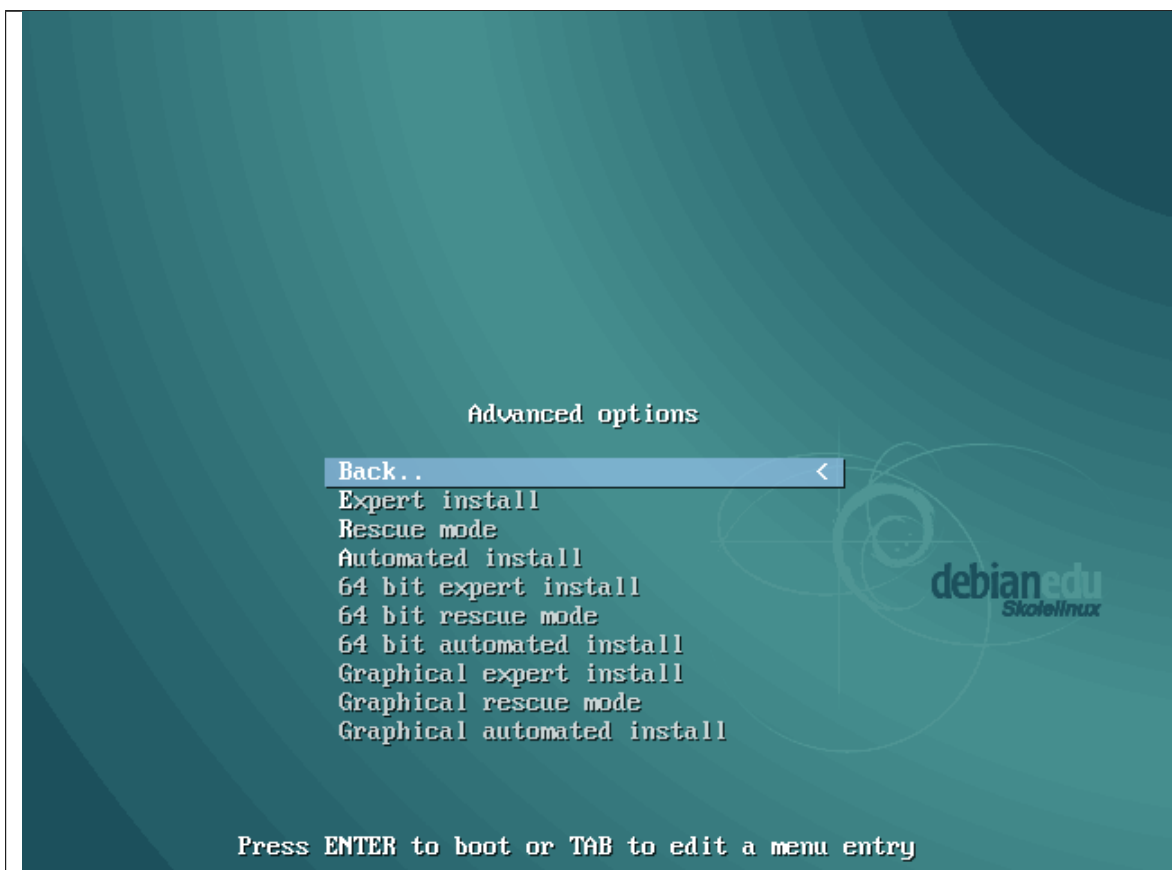 Advanced options
Back.. <
Expert install
Rescue mode
Automated install
64 bit expert install
64 bit rescue mode
64 bit automated install
Graphical expert install
Graphical rescue mode
Graphical automated install
debianedu
Skolelinux
Press ENTER to boot or TAB to edit a menu entry